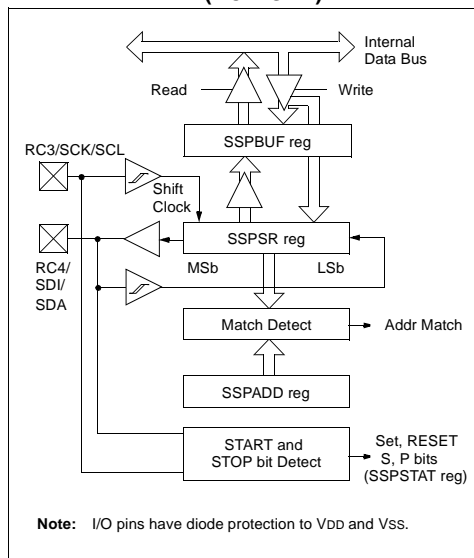 Internal
Data Bus
Read
Write
SSPBUF reg
RC3/SCK/SCL
Shift
Clock
SSPSR reg
MSb
LSb
RC4/
SDI/
SDA
Match Detect
Addr Match
SSPADD reg
START and
STOP bit Detect
Set, RESET
S, P bits
(SSPSTAT reg)
Note: I/O pins have diode protection to VDD and VSS.